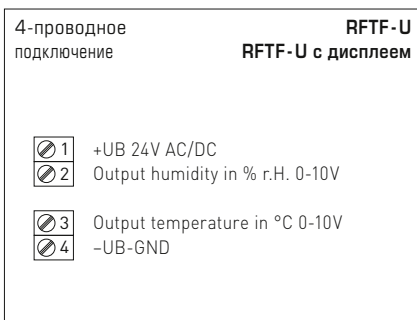 4-проводное
подключение
RFTF-U
RFTF-U с дисплеем
1 +UB 24V AC/DC
2 Output humidity in % r.H. 0-10V
3 Output temperature in °C 0-10V
4 –UB-GND